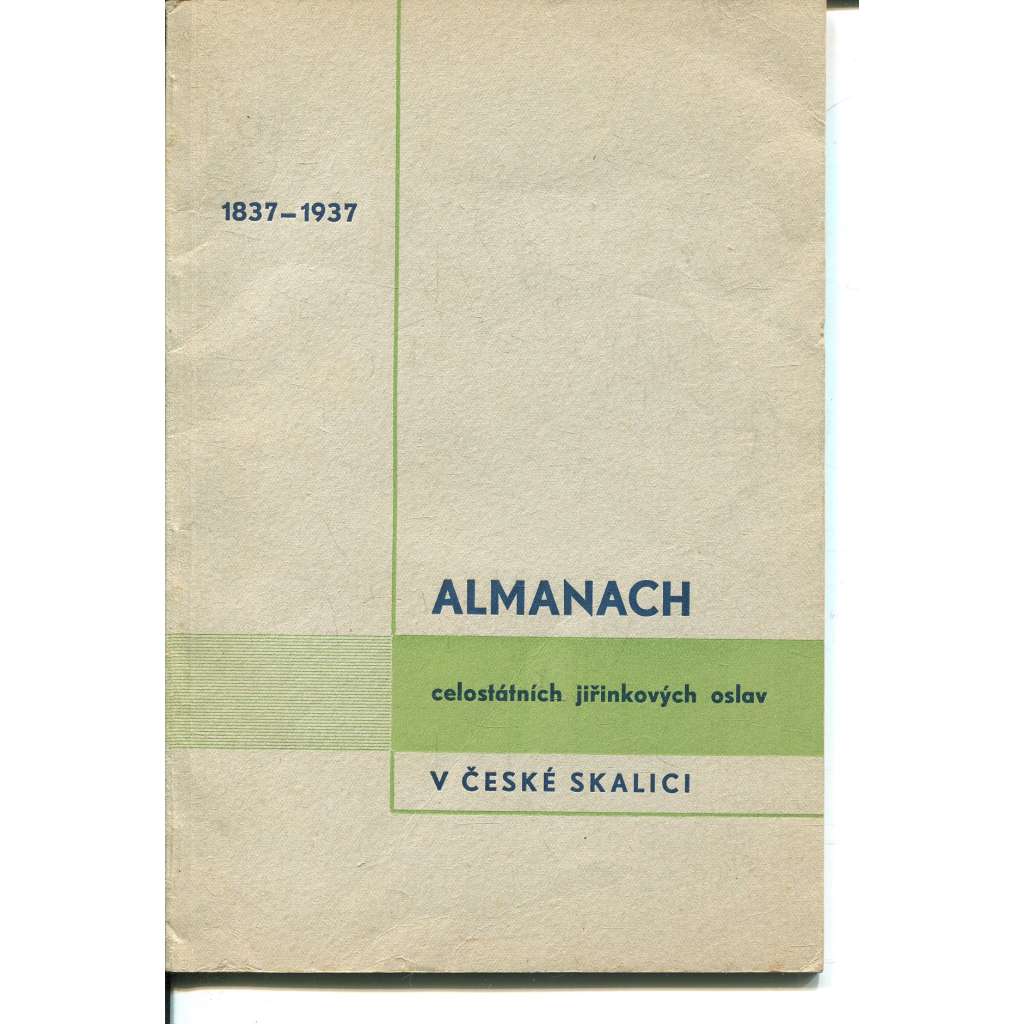 1837–1937
ALMANACH
celostátních jiřinkových oslav
V ČESKÉ SKALICI